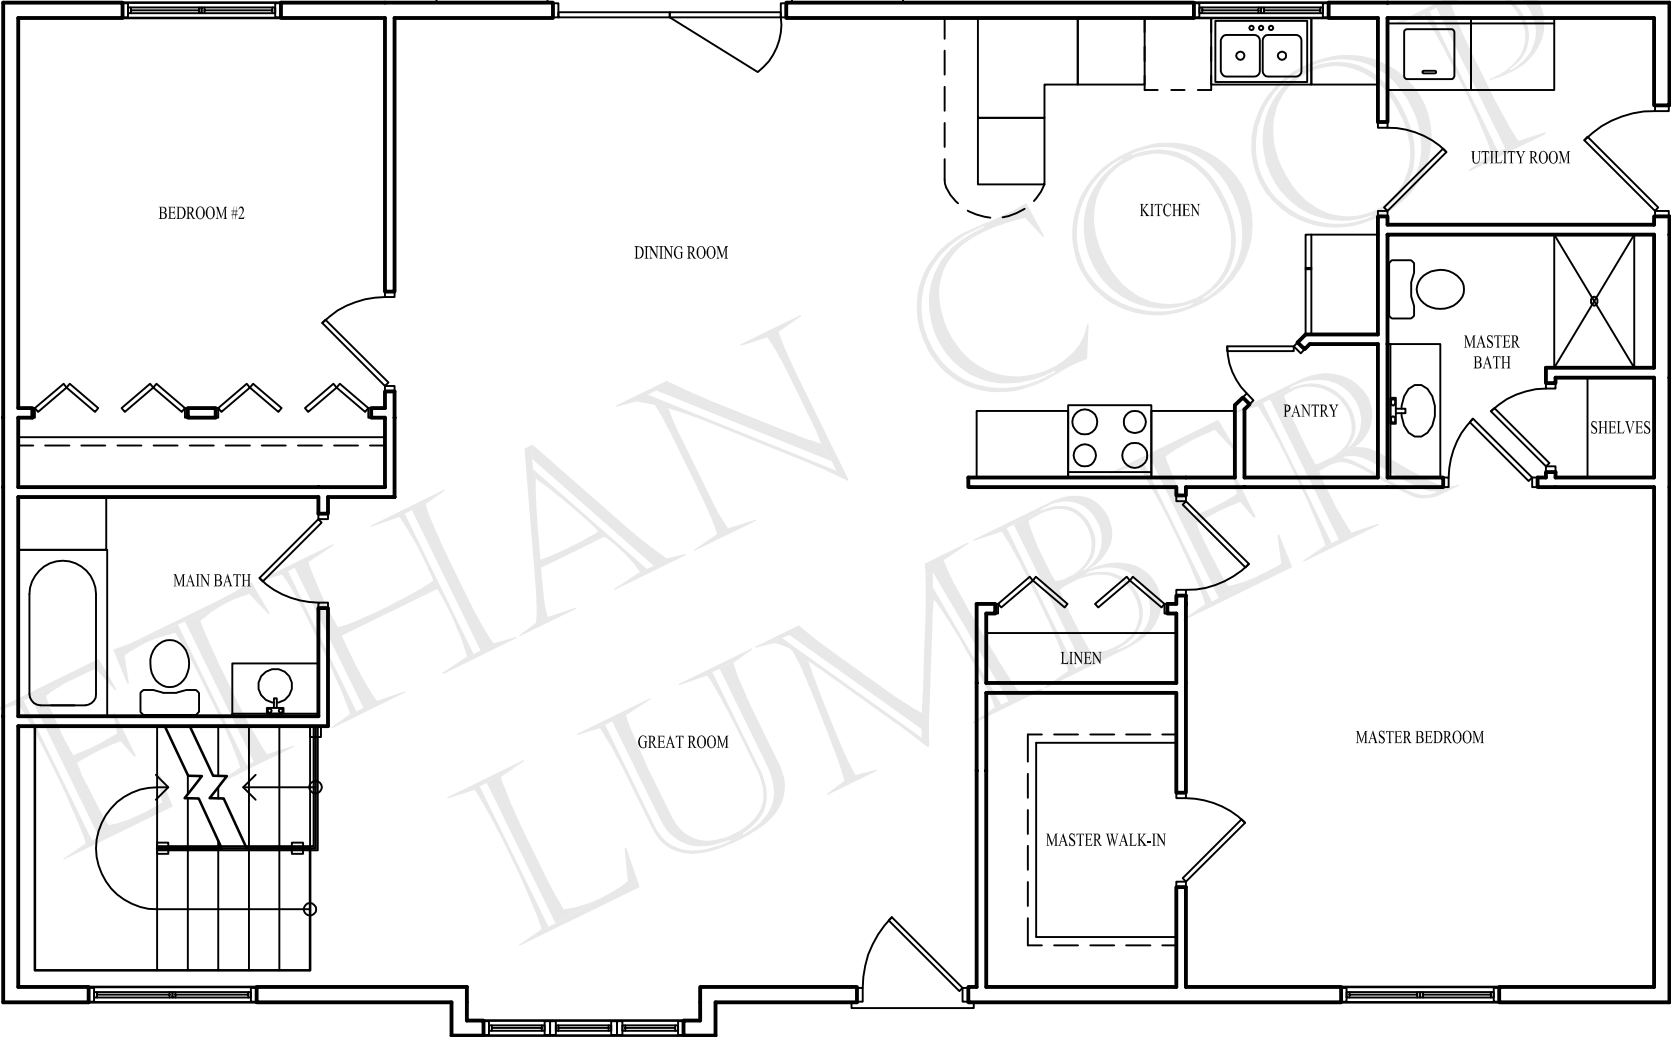 UTILITY ROOM
BEDROOM #2
KITCHEN
DINING ROOM
MASTER
BATH
PANTRY
SHELVES
MAIN BATH
LINEN
GREAT ROOM
MASTER BEDROOM
MASTER WALK-IN
ETHAN COOP
LUMBER